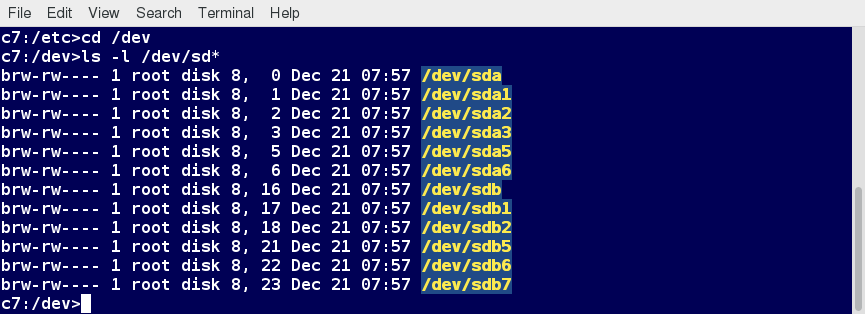 File Edit View Search Terminal Help
c7:/etc>cd /dev
c7:/dev>ls -l /dev/sd*
brw-rw---- 1 root disk 8,  0 Dec 21 07:57 /dev/sda
brw-rw---- 1 root disk 8,  1 Dec 21 07:57 /dev/sda1
brw-rw---- 1 root disk 8,  2 Dec 21 07:57 /dev/sda2
brw-rw---- 1 root disk 8,  3 Dec 21 07:57 /dev/sda3
brw-rw---- 1 root disk 8,  5 Dec 21 07:57 /dev/sda5
brw-rw---- 1 root disk 8,  6 Dec 21 07:57 /dev/sda6
brw-rw---- 1 root disk 8, 16 Dec 21 07:57 /dev/sdb
brw-rw---- 1 root disk 8, 17 Dec 21 07:57 /dev/sdb1
brw-rw---- 1 root disk 8, 18 Dec 21 07:57 /dev/sdb2
brw-rw---- 1 root disk 8, 21 Dec 21 07:57 /dev/sdb5
brw-rw---- 1 root disk 8, 22 Dec 21 07:57 /dev/sdb6
brw-rw---- 1 root disk 8, 23 Dec 21 07:57 /dev/sdb7
c7:/dev>